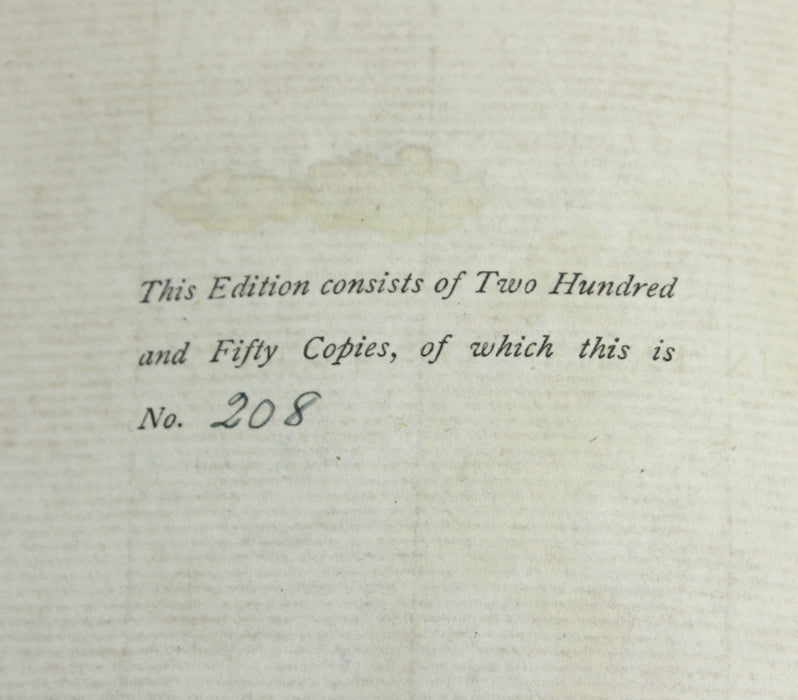 This Edition consists of Two Hundred
and Fifty Copies, of which this is
No. 208